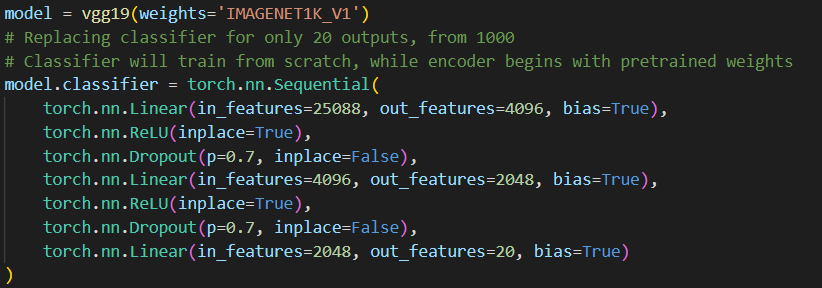 model = vgg19(weights='IMAGENET1K_V1')
# Replacing classifier for only 20 outputs, from 1000
# Classifier will train from scratch, while encoder begins with pretrained weights
model.classifier = torch.nn.Sequential(
    torch.nn.Linear(in_features=25088, out_features=4096, bias=True),
    torch.nn.ReLU(inplace=True),
    torch.nn.Dropout(p=0.7, inplace=False),
    torch.nn.Linear(in_features=4096, out_features=2048, bias=True),
    torch.nn.ReLU(inplace=True),
    torch.nn.Dropout(p=0.7, inplace=False),
    torch.nn.Linear(in_features=2048, out_features=20, bias=True)
)